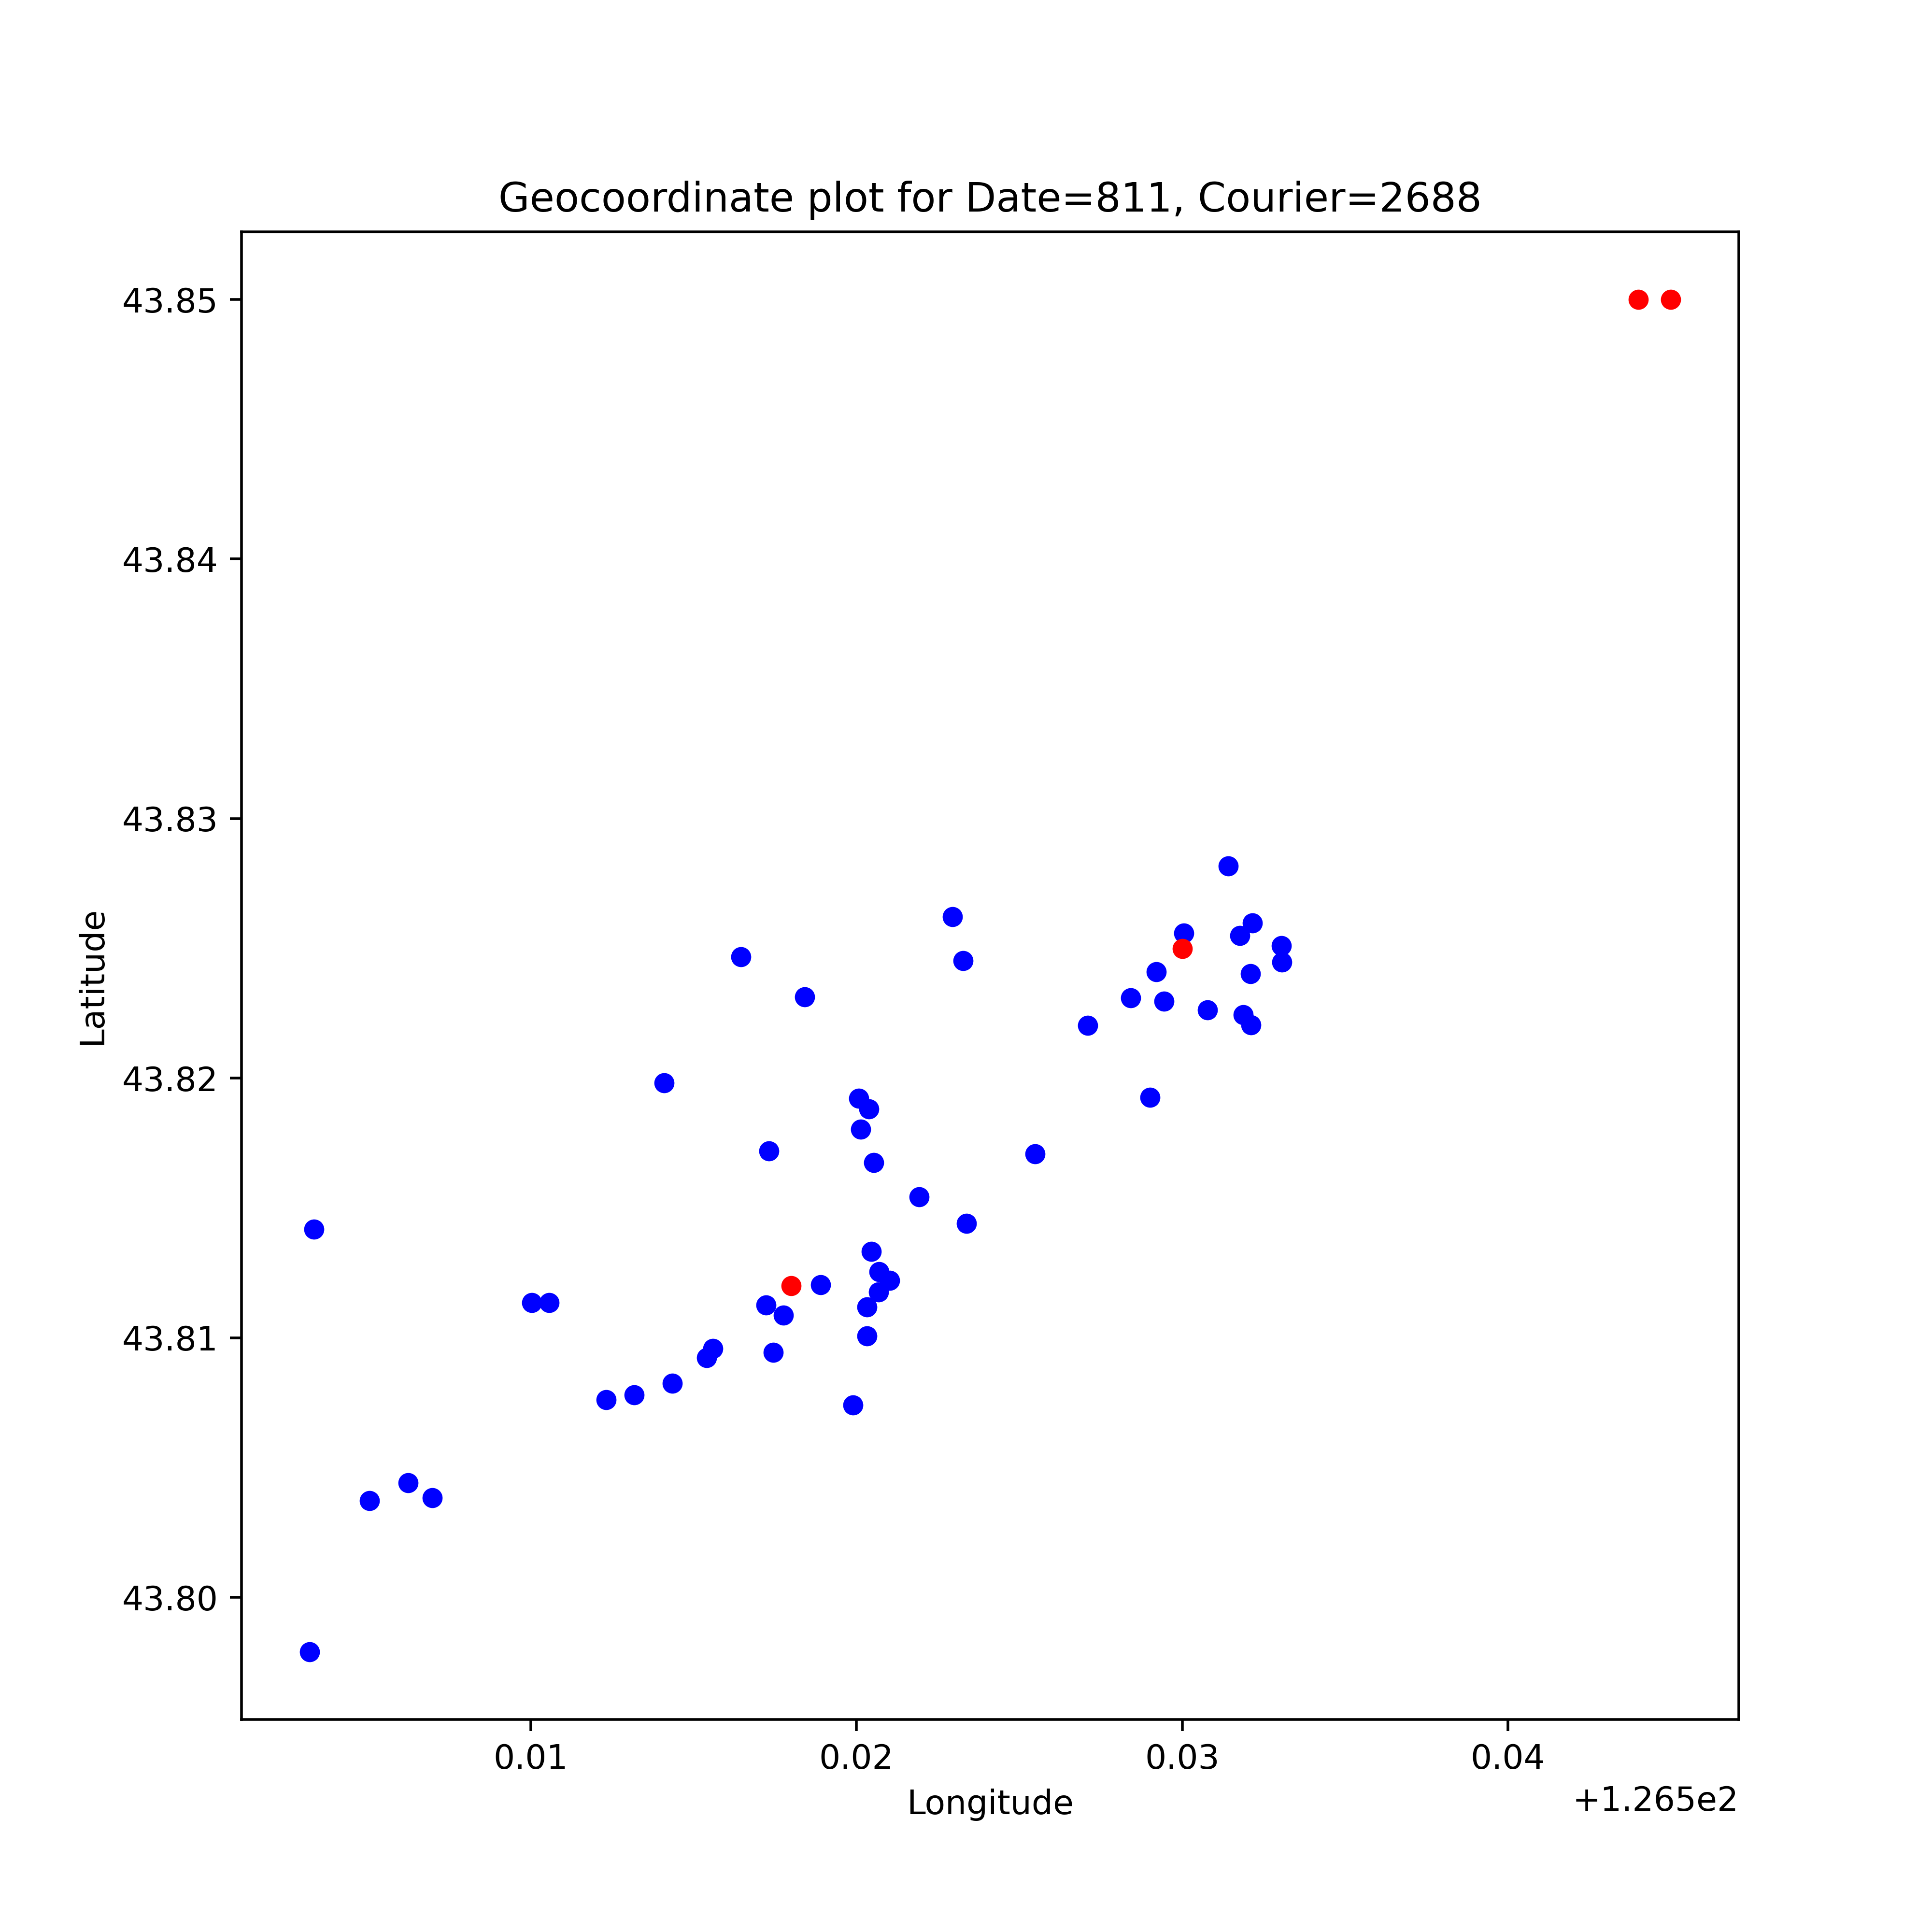 Geocoordinate plot for Date=811, Courier=2688
43.85
43.84
43.83
43.82
43.81
43.80
Latitude
0.01 0.02 0.03 0.04
Longitude
+1.265e2